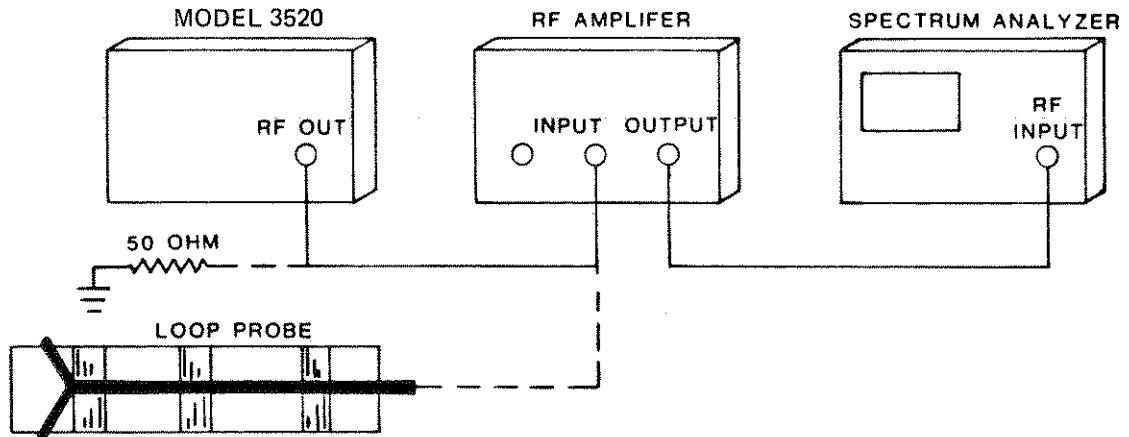 MODEL 3520
RF AMPLIFER
SPECTRUM ANALYZER
RF OUT
INPUT OUTPUT
RF
INPUT
50 OHM
LOOP PROBE